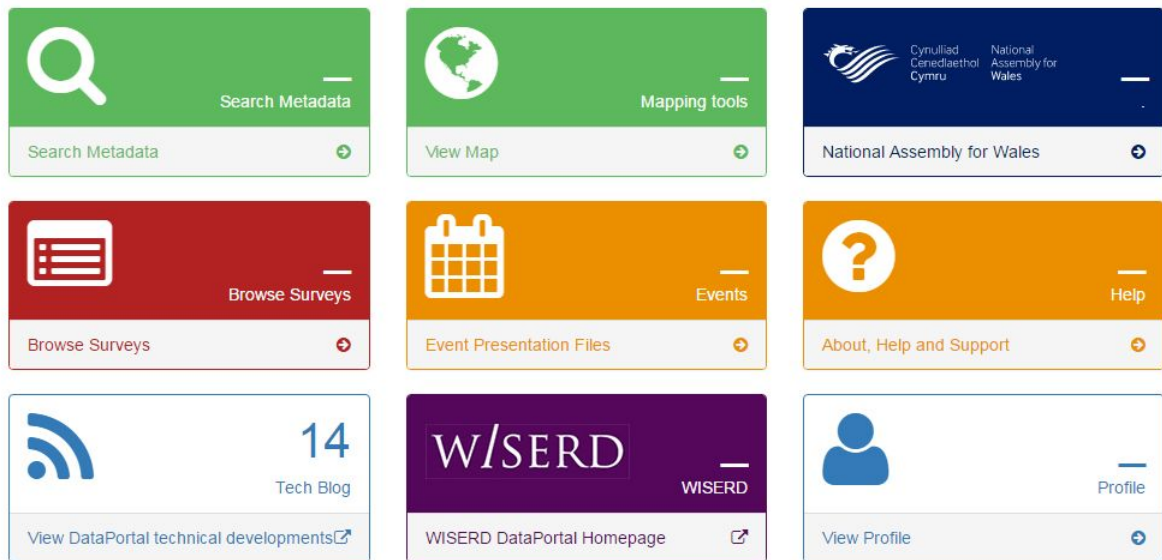 Search Metadata
Search Metadata
Mapping tools
View Map
Cynulliad
Cenedlaethol
Cymru
National
Assembly for
Wales
.
National Assembly for Wales
Browse Surveys
Browse Surveys
Events
Event Presentation Files
Help
About, Help and Support
14
Tech Blog
View DataPortal technical developments
W/SERD
WISERD
WISERD DataPortal Homepage
Profile
View Profile